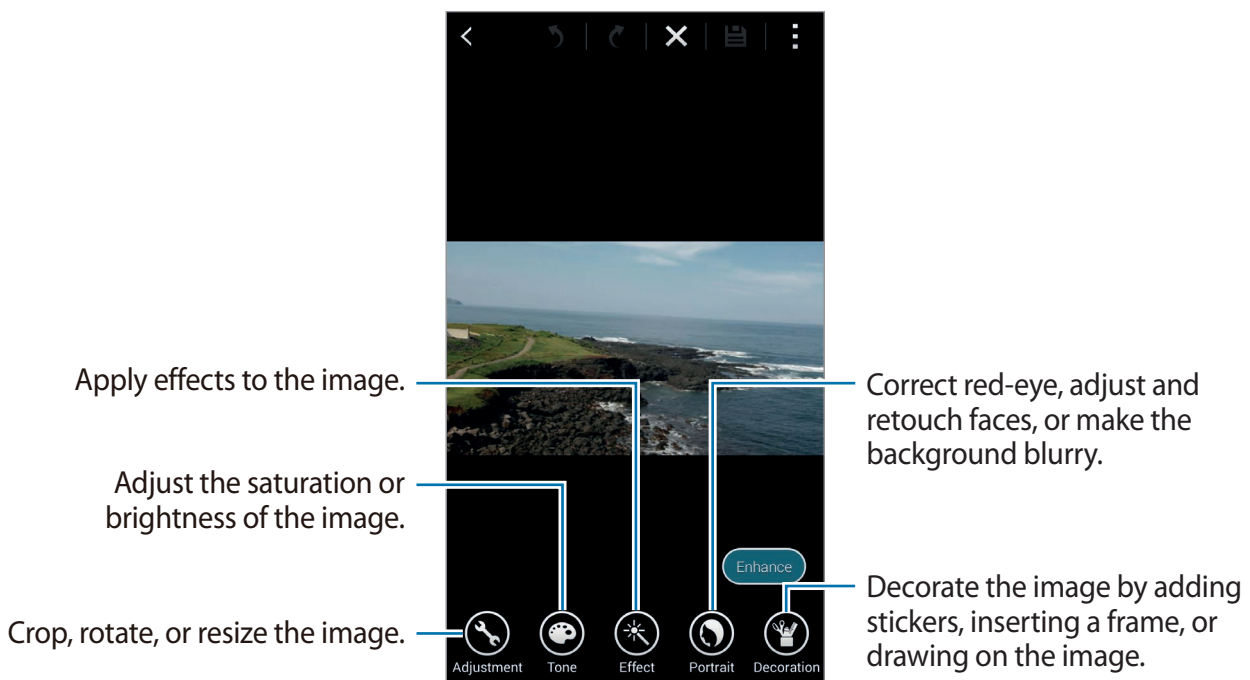 Apply effects to the image.
Adjust the saturation or
brightness of the image.
Crop, rotate, or resize the image.
Correct red-eye, adjust and
retouch faces, or make the
background blurry.
Enhance
Decorate the image by adding
stickers, inserting a frame, or
drawing on the image.
Adjustment
Tone
Effect
Portrait
Decoration